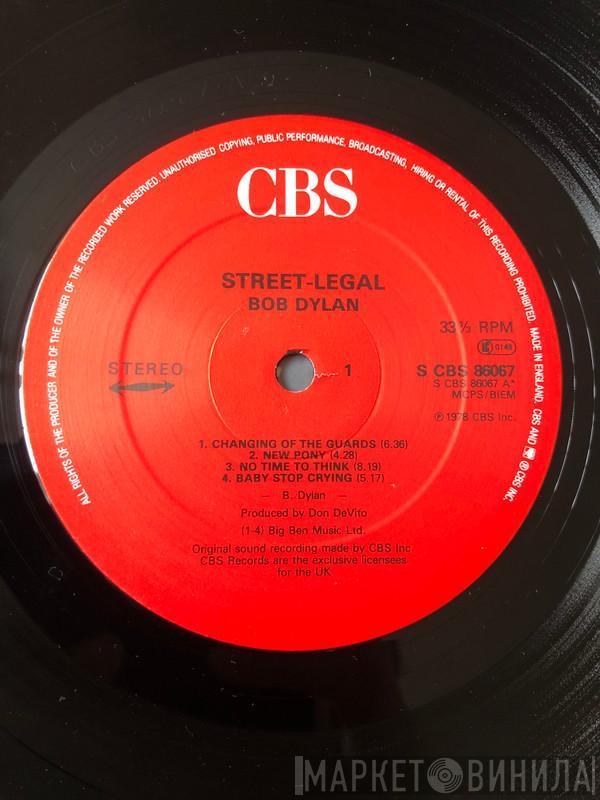 ALL RIGHTS OF THE PRODUCER AND OF THE OWNER OF THE RECORDED WORK RESERVED. UNAUTHORISED COPYING, PUBLIC PERFORMANCE, BROADCASTING, HIRING OR RENTAL OF THIS RECORDING PROHIBITED. MADE IN ENGLAND. CBS AND ® CBS INC.
CBS
STREET-LEGAL
BOB DYLAN
33⅓ RPM
STEREO
1
S CBS 86067
S CBS 86067 A*
MCPS/BIEM
℗ 1978 CBS Inc.
1. CHANGING OF THE GUARDS (6.36)
2. NEW PONY (4.28)
3. NO TIME TO THINK (8.19)
4. BABY STOP CRYING (5.17)
— B. Dylan —
Produced by Don DeVito
(1-4) Big Ben Music Ltd.
Original sound recording made by CBS Inc.
CBS Records are the exclusive licensees
for the UK
МАРКЕТ ВИНИЛА